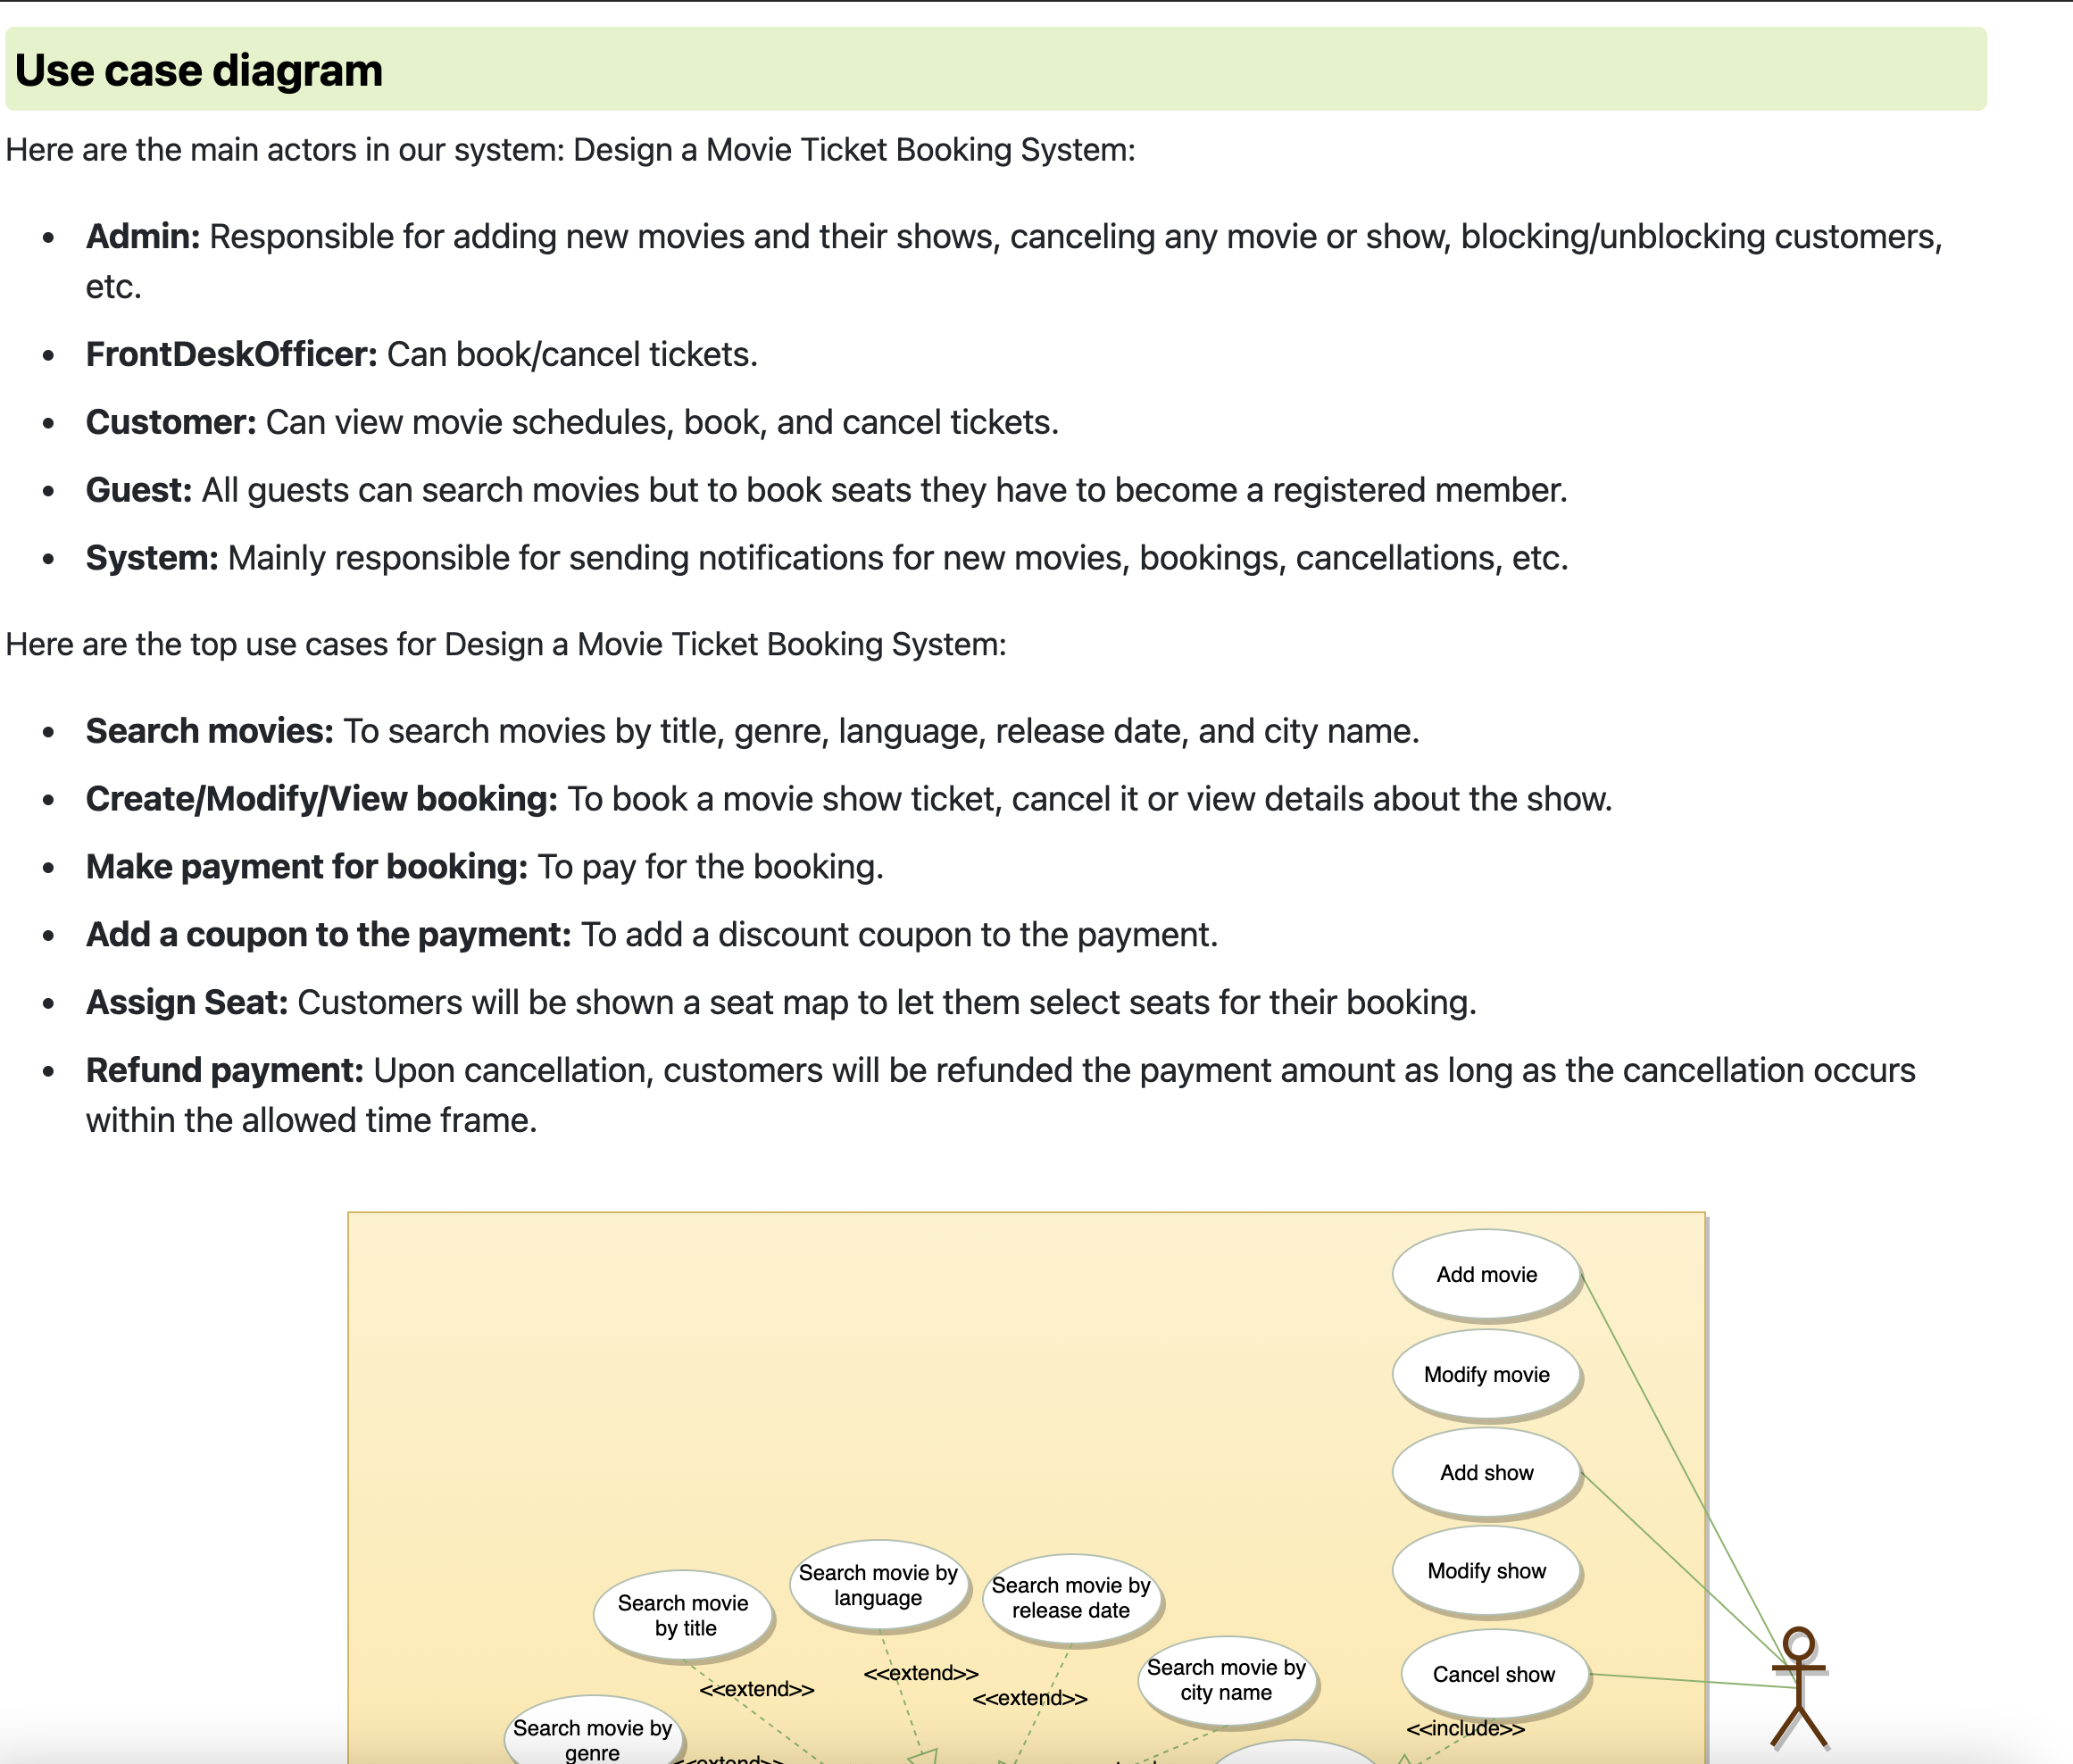 Use case diagram
Here are the main actors in our system: Design a Movie Ticket Booking System:
Admin: Responsible for adding new movies and their shows, canceling any movie or show, blocking/unblocking customers,
etc.
FrontDeskOfficer: Can book/cancel tickets.
Customer: Can view movie schedules, book, and cancel tickets.
Guest: All guests can search movies but to book seats they have to become a registered member.
System: Mainly responsible for sending notifications for new movies, bookings, cancellations, etc.
Here are the top use cases for Design a Movie Ticket Booking System:
Search movies: To search movies by title, genre, language, release date, and city name.
Create/Modify/View booking: To book a movie show ticket, cancel it or view details about the show.
Make payment for booking: To pay for the booking.
Add a coupon to the payment: To add a discount coupon to the payment.
Assign Seat: Customers will be shown a seat map to let them select seats for their booking.
Refund payment: Upon cancellation, customers will be refunded the payment amount as long as the cancellation occurs
within the allowed time frame.
Add movie
Modify movie
Add show
Modify show
Search movie by
language
Search movie by
release date
Search movie
by title
Search movie by
city name
Cancel show
<<extend>>
<<extend>>
<<extend>>
<<include>>
Search movie by
genre
<<extend>>